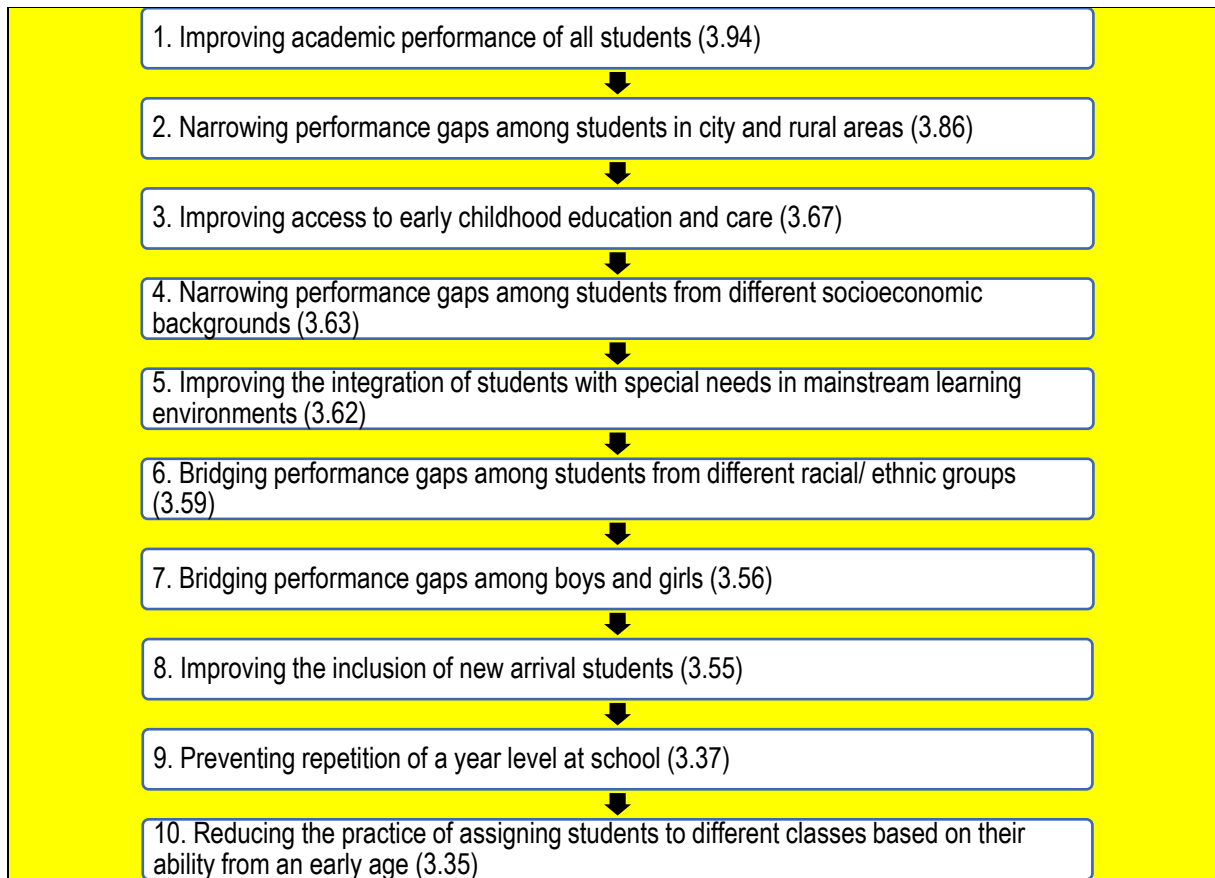 1. Improving academic performance of all students (3.94)
2. Narrowing performance gaps among students in city and rural areas (3.86)
3. Improving access to early childhood education and care (3.67)
4. Narrowing performance gaps among students from different socioeconomic
backgrounds (3.63)
5. Improving the integration of students with special needs in mainstream learning
environments (3.62)
6. Bridging performance gaps among students from different racial/ ethnic groups
(3.59)
7. Bridging performance gaps among boys and girls (3.56)
8. Improving the inclusion of new arrival students (3.55)
9. Preventing repetition of a year level at school (3.37)
10. Reducing the practice of assigning students to different classes based on their
ability from an early age (3.35)